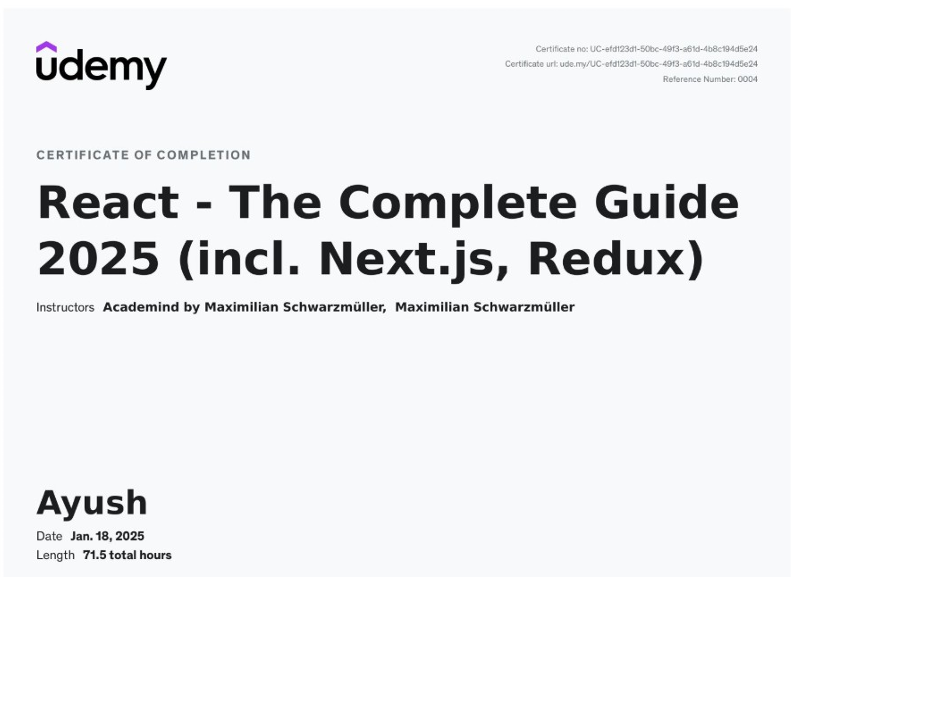 udemy
Certificate no: UC-efd123d1-50bc-49f3-a61d-4b8c194d5e24
Certificate url: ude.my/UC-efd123d1-50bc-49f3-a61d-4b8c194d5e24
Reference Number: 0004
CERTIFICATE OF COMPLETION
React - The Complete Guide
2025 (incl. Next.js, Redux)
Instructors Academind by Maximilian Schwarzmüller, Maximilian Schwarzmüller
Ayush
Date Jan. 18, 2025
Length 71.5 total hours